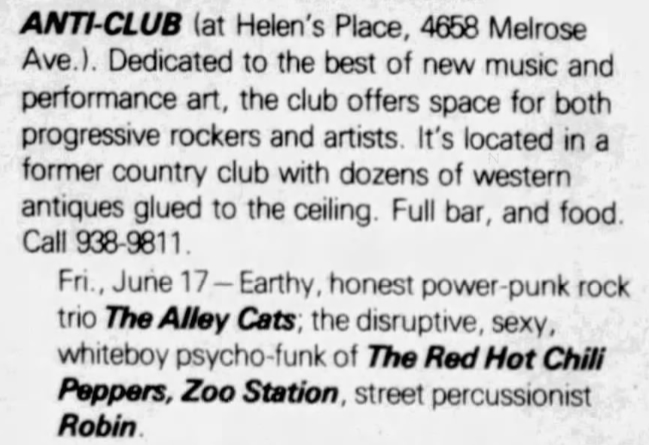 ANTI-CLUB (at Helen's Place, 4658 Melrose
Ave.). Dedicated to the best of new music and
performance art, the club offers space for both
progressive rockers and artists. It's located in a
former country club with dozens of western
antiques glued to the ceiling. Full bar, and food.
Call 938-9811.
Fri., June 17—Earthy, honest power-punk rock
trio The Alley Cats; the disruptive, sexy,
whiteboy psycho-funk of The Red Hot Chili
Peppers, Zoo Station, street percussionist
Robin.